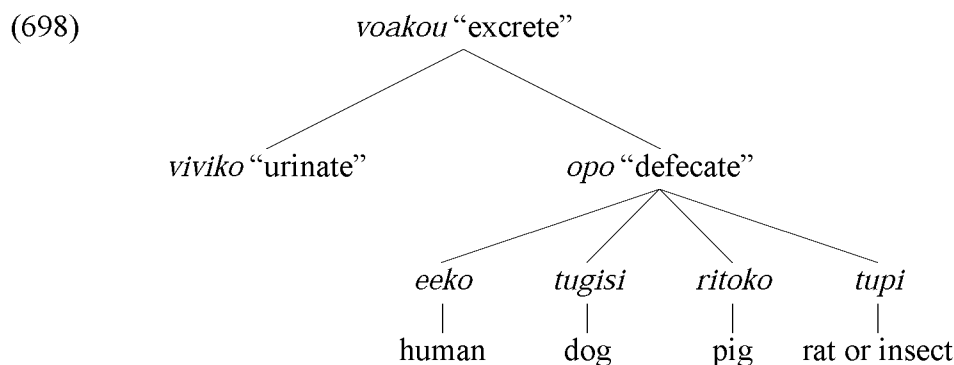 (698) voakou “excrete”
viviko “urinate” opo “defecate”
eeko tugisi ritoko tupi
human dog pig rat or insect